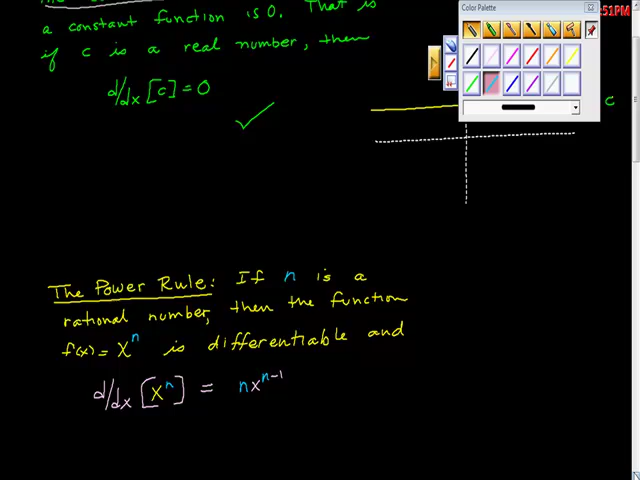 Color Palette
:51PM
a constant function is 0. That is
if c is a real number, then
d/dx [c] = 0
c
The Power Rule: If n is a
rational number, then the function
f(x) = x^n is differentiable and
d/dx [x^n] = nx^{n-1}